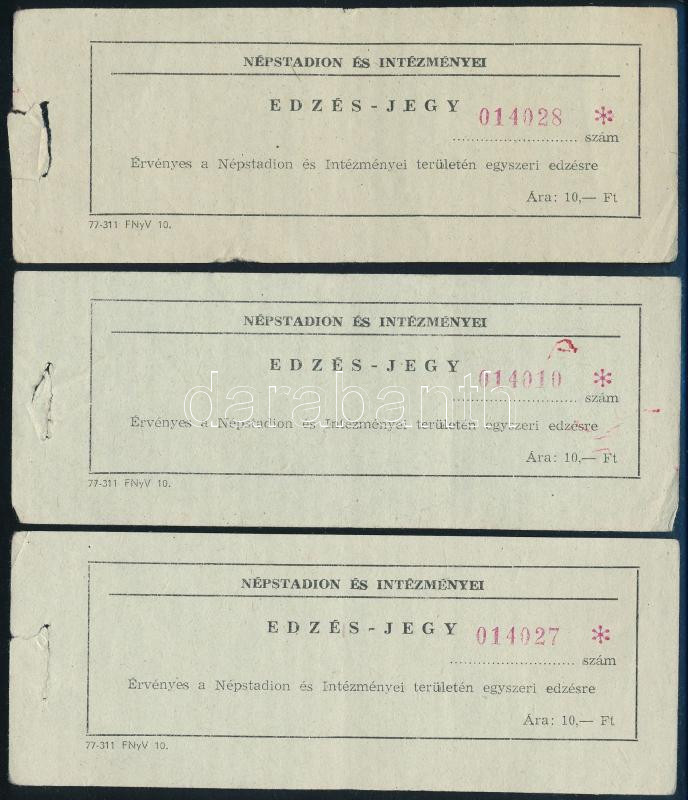 NÉPSTADION ÉS INTÉZMÉNYEI
EDZÉS-JEGY 014028 *
.............................. szám
Érvényes a Népstadion és Intézményei területén egyszeri edzésre
Ára: 10,— Ft
77-311 FNyV 10.
NÉPSTADION ÉS INTÉZMÉNYEI
EDZÉS-JEGY 014010 *
.............................. szám
darabanth
Érvényes a Népstadion és Intézményei területén egyszeri edzésre
Ára: 10,— Ft
77-311 FNyV 10.
NÉPSTADION ÉS INTÉZMÉNYEI
EDZÉS-JEGY 014027 *
.............................. szám
Érvényes a Népstadion és Intézményei területén egyszeri edzésre
Ára: 10,— Ft
77-311 FNyV 10.